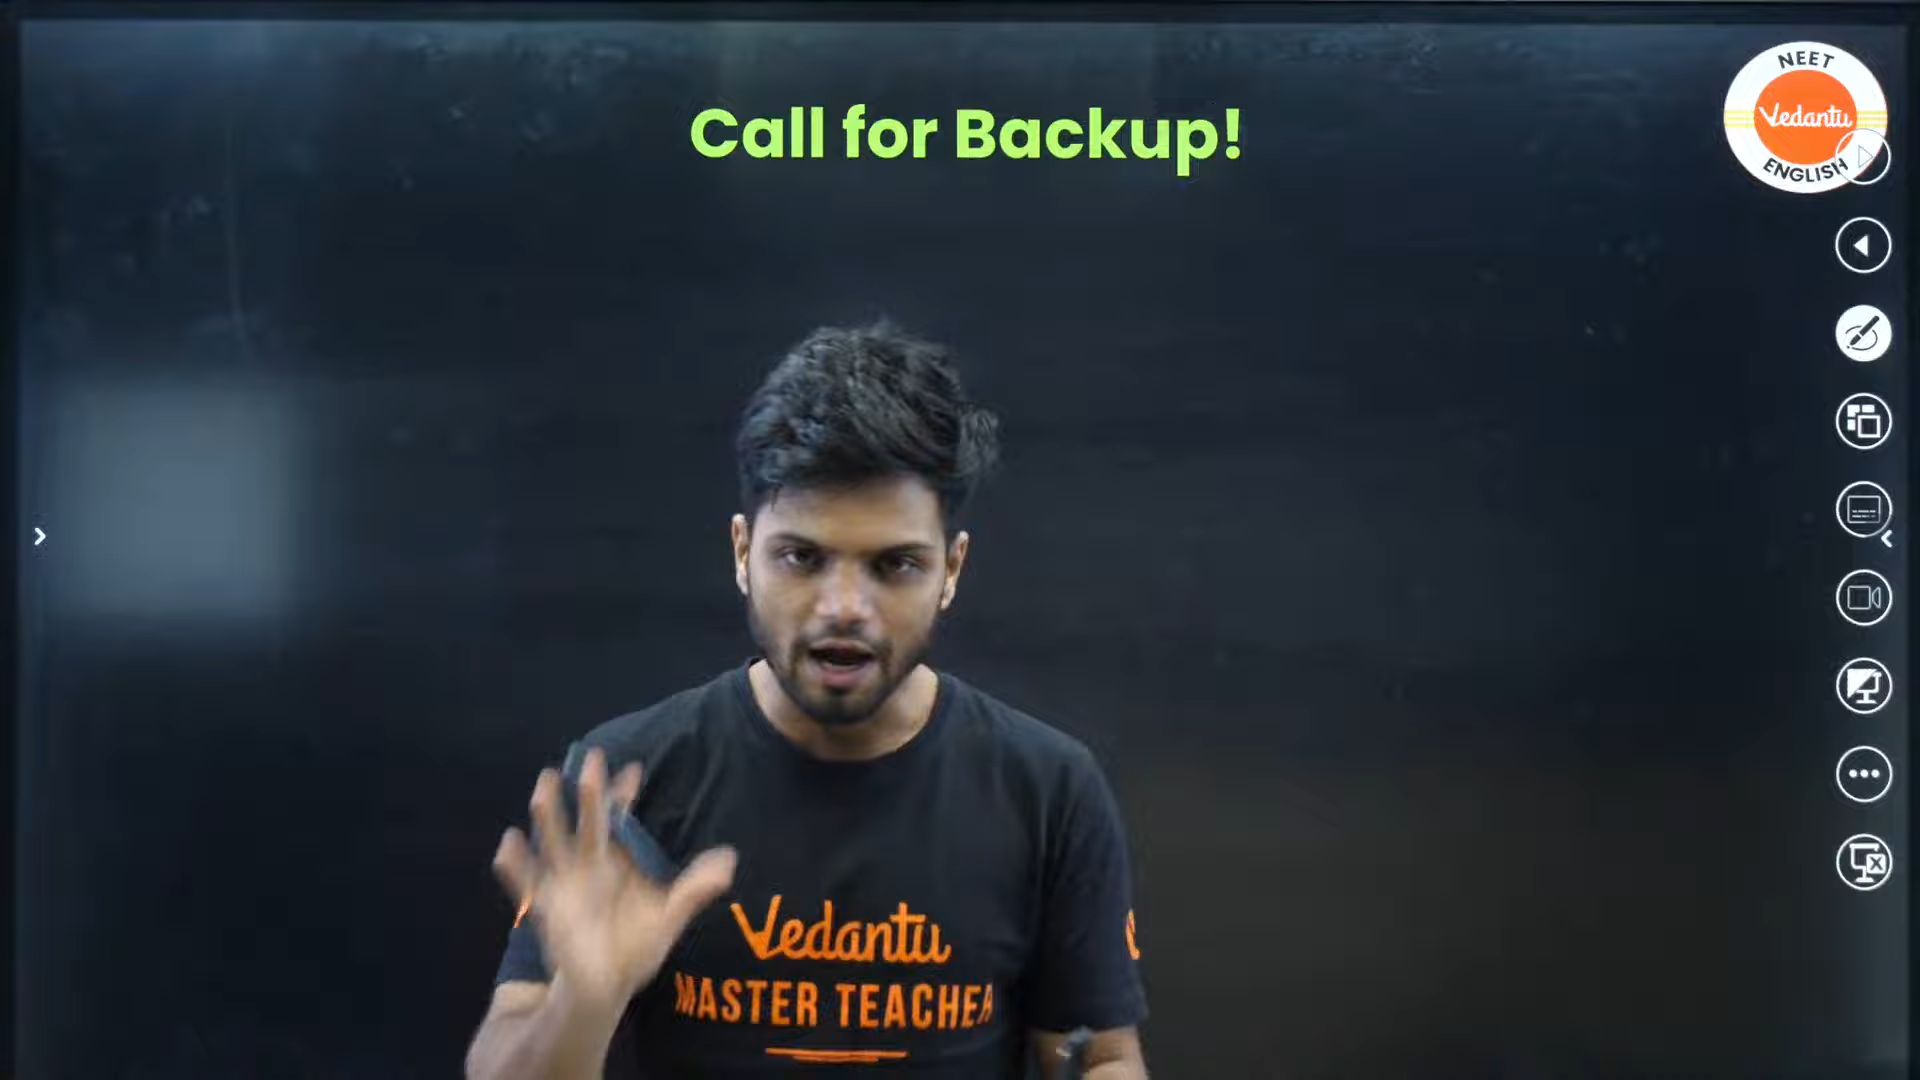 Call for Backup!
NEET
Vedantu
ENGLISH
Vedantu
MASTER TEACHER